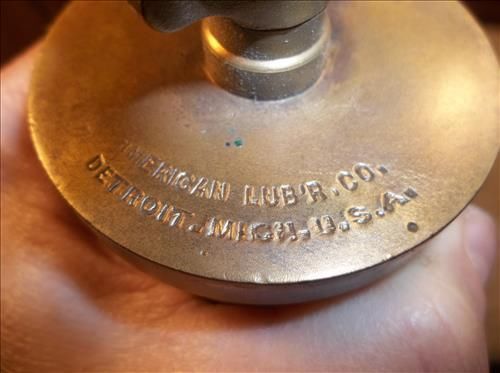 AMERICAN LUB'R. CO.
DETROIT. MICH. U.S.A.